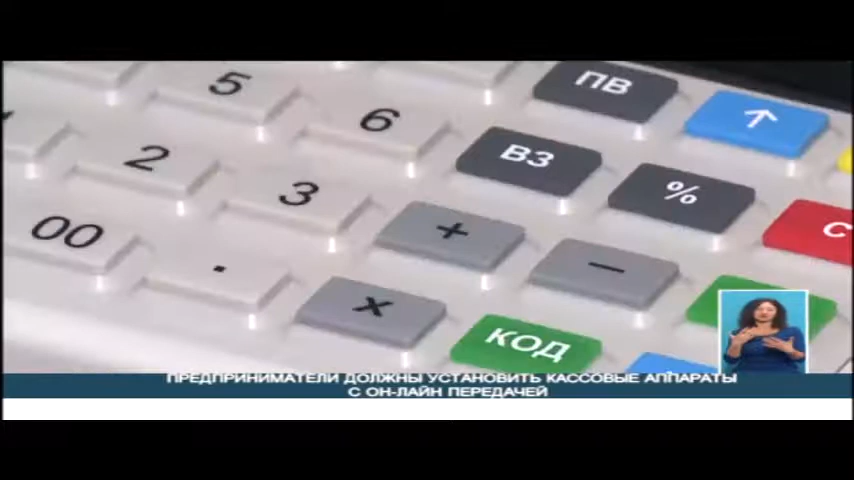 5
ПВ
↑
6
ВЗ
2
%
3
С
00
+
.
−
×
КОД
ПРЕДПРИНИМАТЕЛИ ДОЛЖНЫ УСТАНОВИТЬ КАССОВЫЕ АППАРАТЫ
С ОН-ЛАЙН ПЕРЕДАЧЕЙ